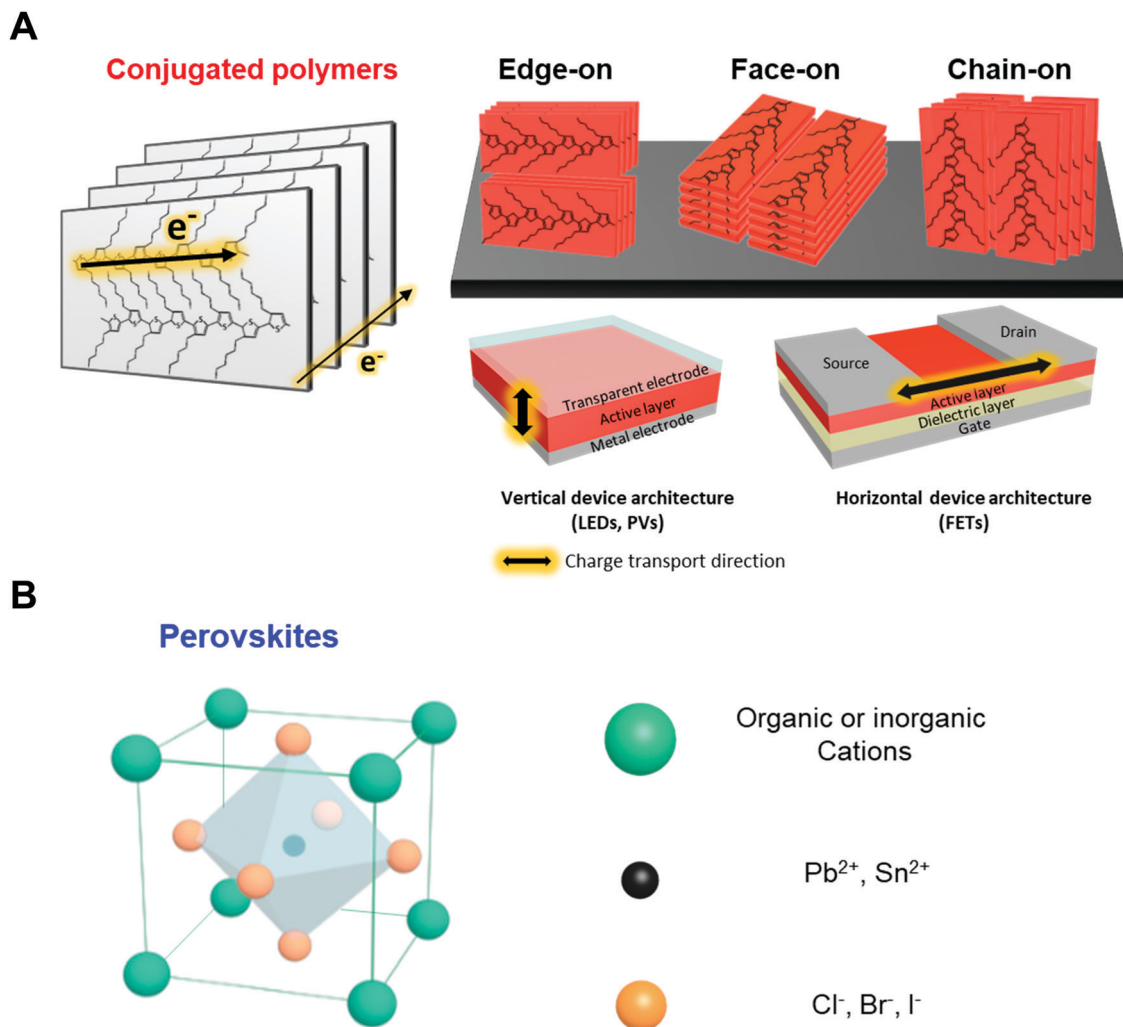 A
Conjugated polymers
Edge-on
Face-on
Chain-on
e⁻
e⁻
S S S S S S S S
Transparent electrode
Active layer
Metal electrode
Source
Drain
Active layer
Dielectric layer
Gate
Vertical device architecture
(LEDs, PVs)
Horizontal device architecture
(FETs)
Charge transport direction
B
Perovskites
Organic or inorganic
Cations
Pb²⁺, Sn²⁺
Cl⁻, Br⁻, I⁻